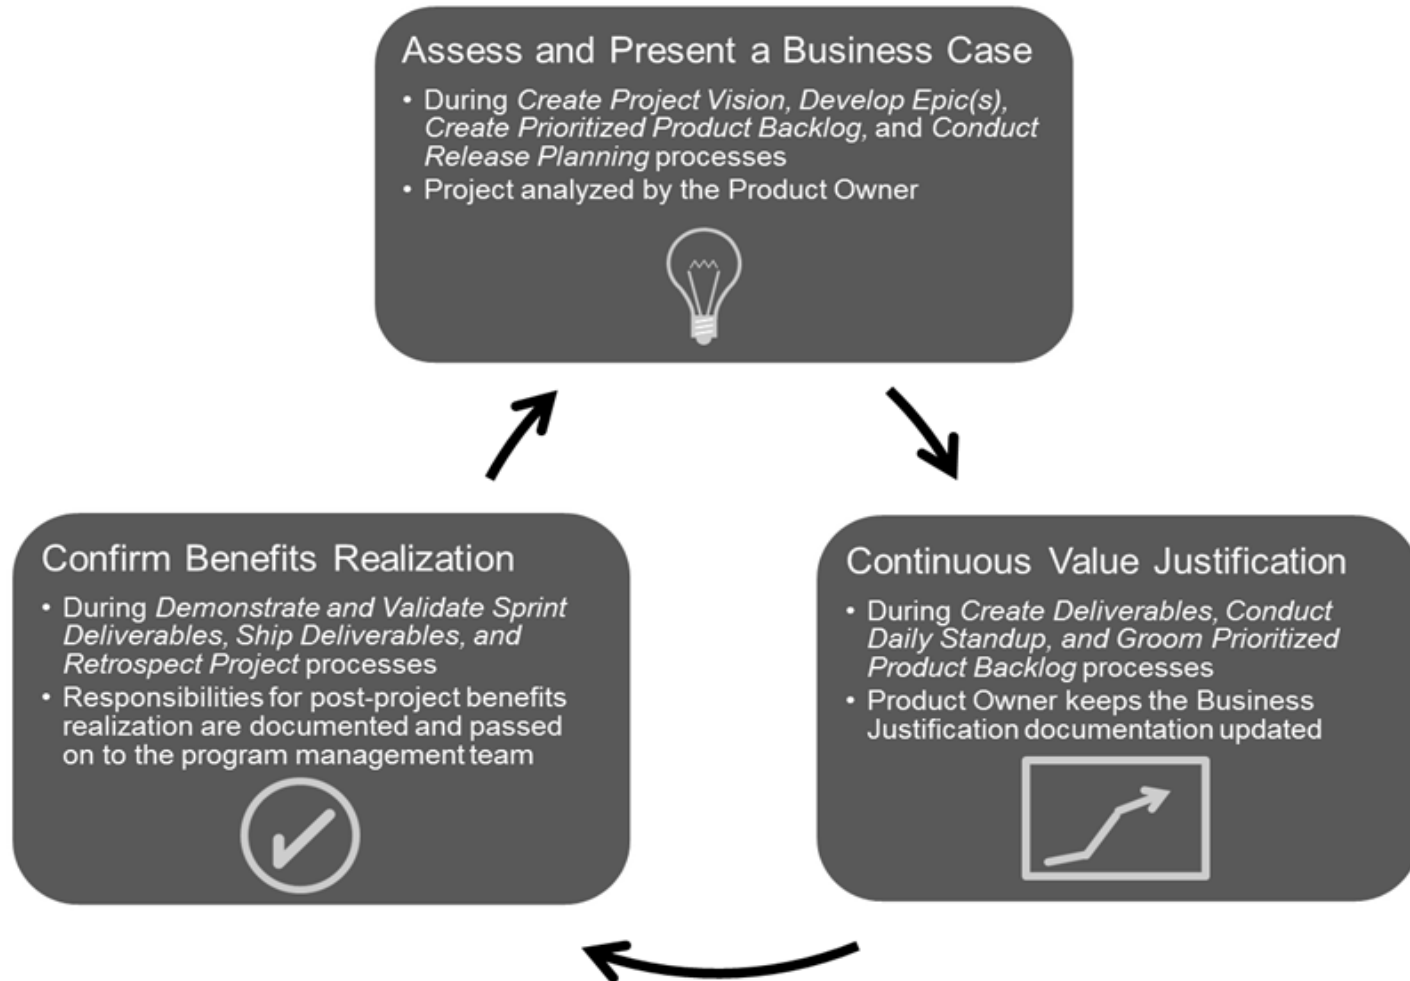 Assess and Present a Business Case
• During Create Project Vision, Develop Epic(s),
Create Prioritized Product Backlog, and Conduct
Release Planning processes
• Project analyzed by the Product Owner
Confirm Benefits Realization
• During Demonstrate and Validate Sprint
Deliverables, Ship Deliverables, and
Retrospect Project processes
• Responsibilities for post-project benefits
realization are documented and passed
on to the program management team
Continuous Value Justification
• During Create Deliverables, Conduct
Daily Standup, and Groom Prioritized
Product Backlog processes
• Product Owner keeps the Business
Justification documentation updated